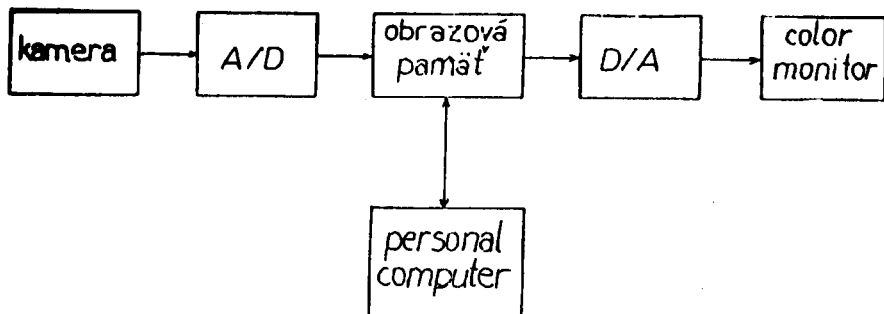 kamera
A/D
obrazová
pamäť
D/A
color
monitor
personal
computer